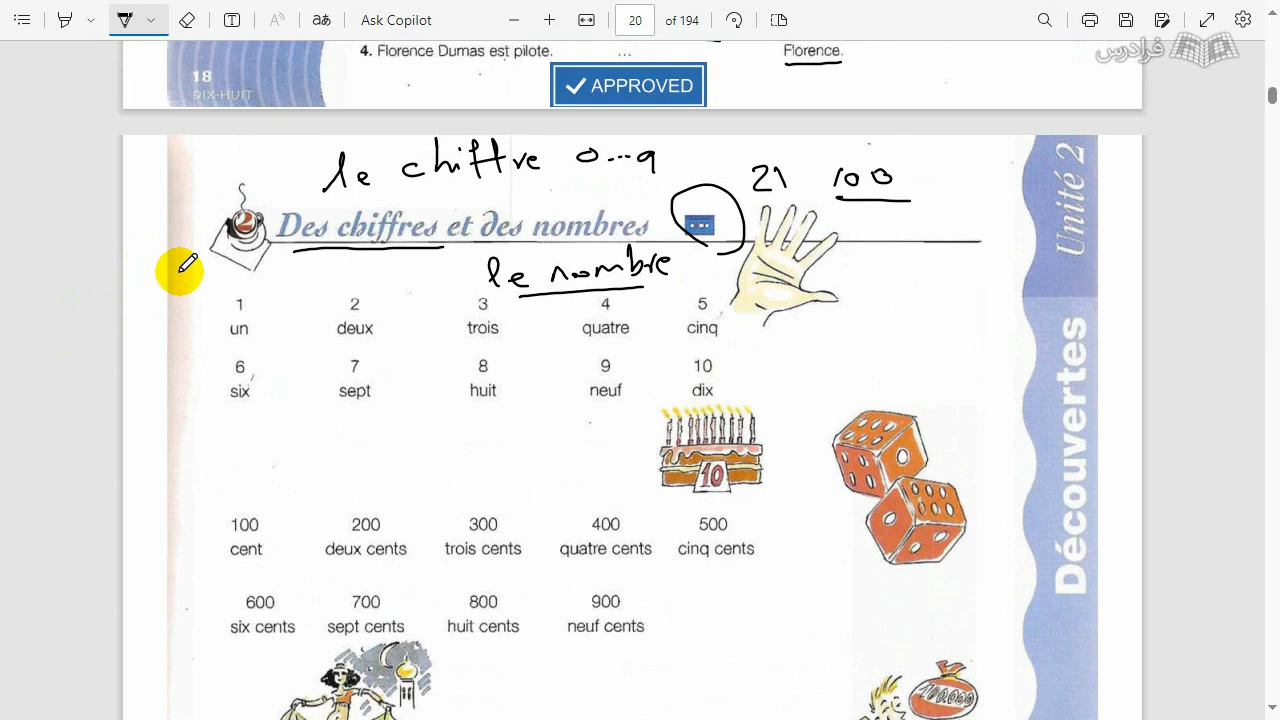 Ask Copilot
20 of 194
فرادرس
4. Florence Dumas est pilote. ... Florence.
18
DIX-HUIT
APPROVED
le chiffre 0...9
21 100
2 Des chiffres et des nombres
le nombre
Unité 2
Découvertes
1 2 3 4 5
un deux trois quatre cinq
6 7 8 9 10
six sept huit neuf dix
10
100 200 300 400 500
cent deux cents trois cents quatre cents cinq cents
600 700 800 900
six cents sept cents huit cents neuf cents
100.000